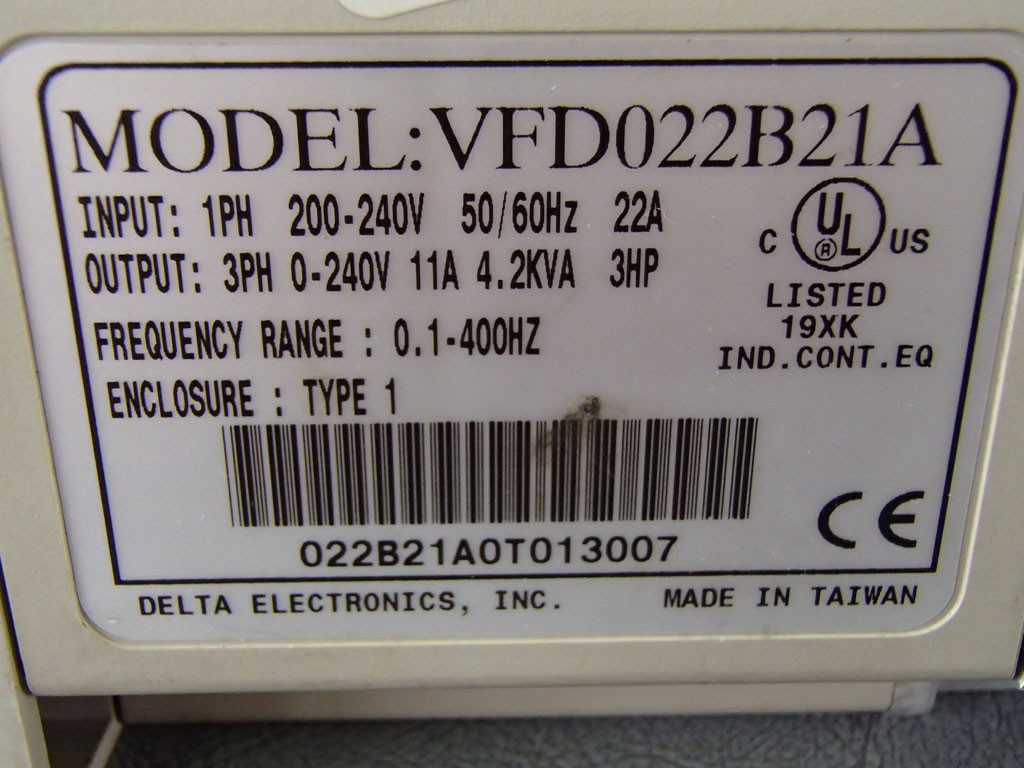 MODEL:VFD022B21A
INPUT: 1PH 200-240V 50/60Hz 22A
OUTPUT: 3PH 0-240V 11A 4.2KVA 3HP
FREQUENCY RANGE : 0.1-400HZ
ENCLOSURE : TYPE 1
C UL ® US
LISTED
19XK
IND.CONT.EQ
022B21A0T013007
CE
DELTA ELECTRONICS, INC. MADE IN TAIWAN